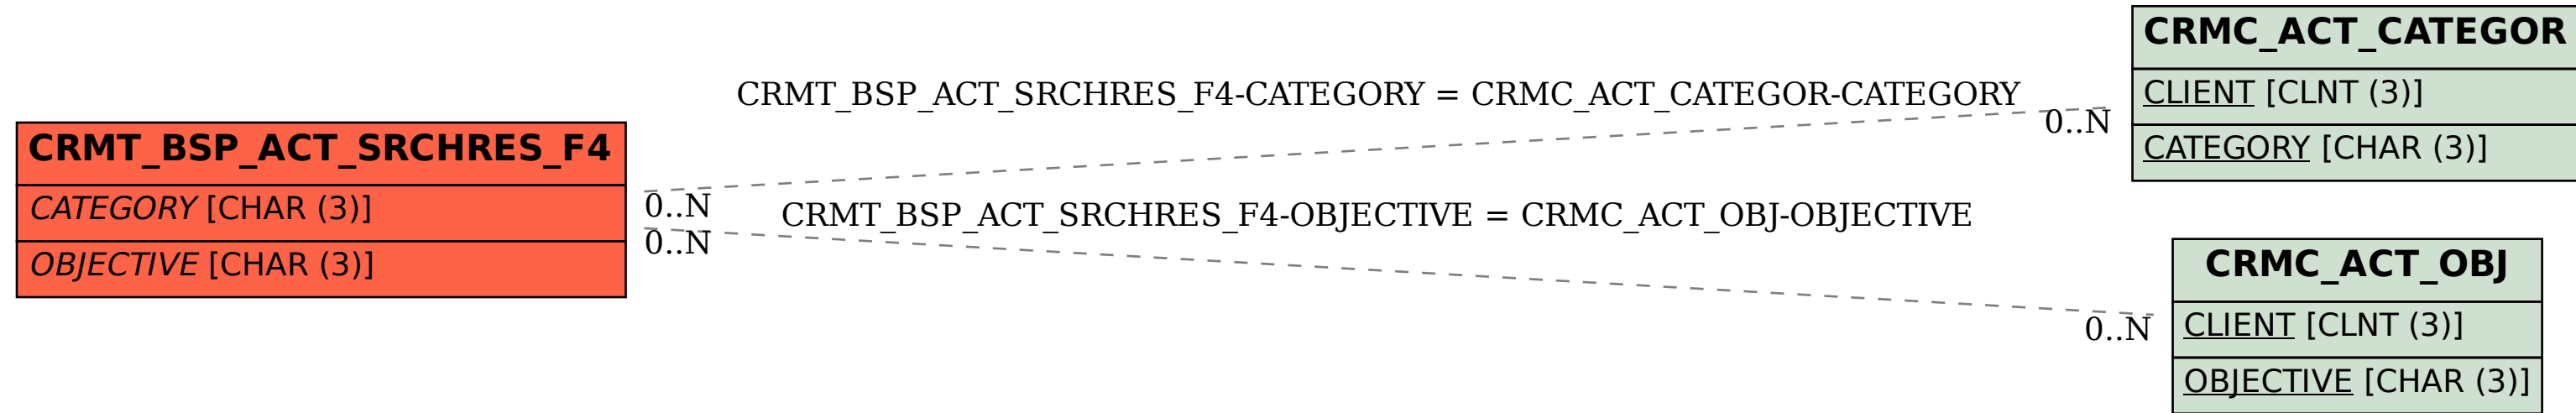 CRMT_BSP_ACT_SRCHRES_F4
CATEGORY [CHAR (3)]
OBJECTIVE [CHAR (3)]
CRMT_BSP_ACT_SRCHRES_F4-CATEGORY = CRMC_ACT_CATEGOR-CATEGORY
0..N
0..N
CRMT_BSP_ACT_SRCHRES_F4-OBJECTIVE = CRMC_ACT_OBJ-OBJECTIVE
0..N
0..N
CRMC_ACT_CATEGOR
CLIENT [CLNT (3)]
CATEGORY [CHAR (3)]
CRMC_ACT_OBJ
CLIENT [CLNT (3)]
OBJECTIVE [CHAR (3)]